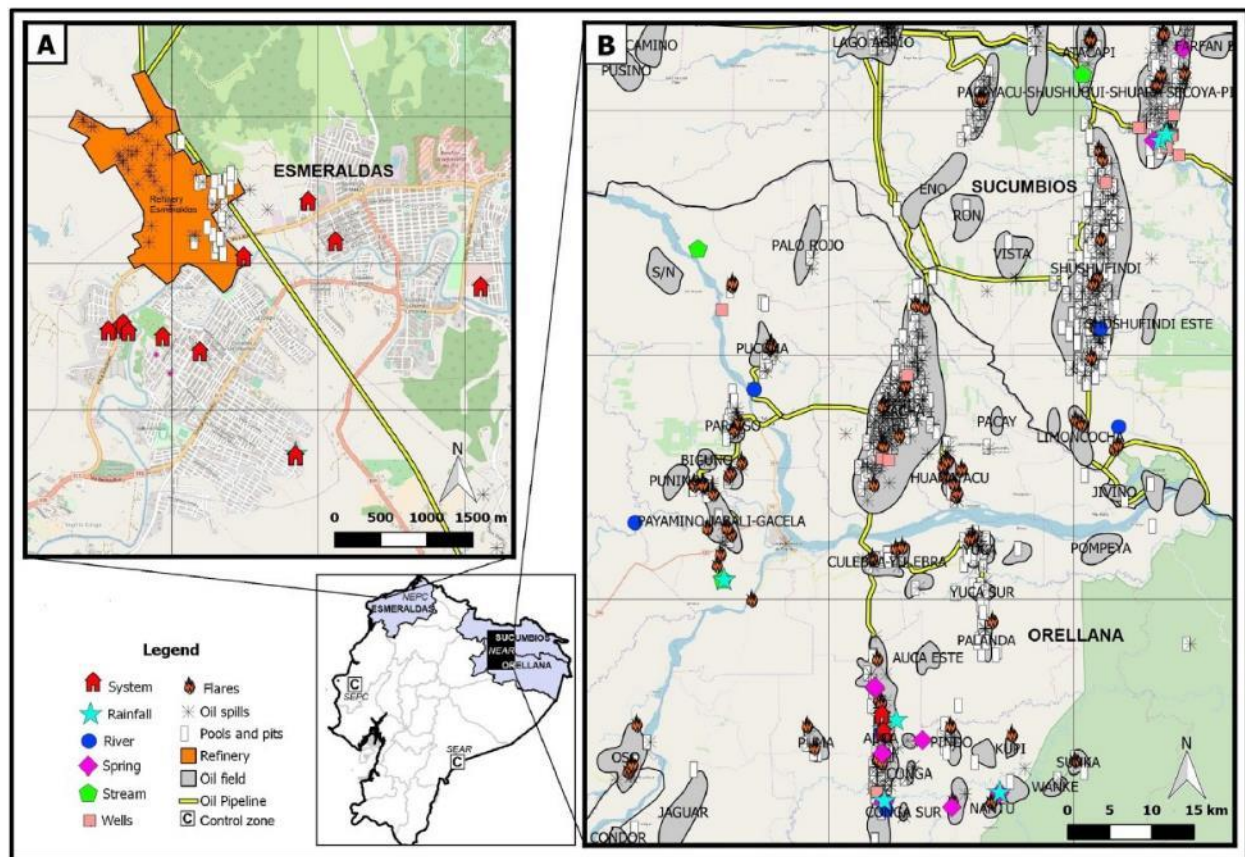 A
ESMERALDAS
Refinery
Esmeraldas
N
0 500 1000 1500 m
NEPC
ESMERALDAS
SUCUMBIOS
NEAR
ORELLANA
C
SEPC
SEAR
C
Legend
System
Rainfall
River
Spring
Stream
Wells
Flares
Oil spills
Pools and pits
Refinery
Oil field
Oil Pipeline
C Control zone
B
CAMINO
PUSINO
LAGO AGRIO
ATACAPI
PACAYACU-SHUSHUQUI-SHUARA-SECOYA-PI
ENO
SUCUMBIOS
RON
PALO ROJO
VISTA
S/N
SHUSHUFINDI
SHUSHUFINDI ESTE
PUCUNA
PARAISO
PACAY
LIMONCOCHA
BIGUNO
HUAMAYACU
JIVINO
PAYAMINO
JABALI-GACELA
CULEBRA-YULEBRA
YUCA
POMPEYA
YUCA SUR
PALANDA
ORELLANA
AUCA ESTE
PUMA
PINDO
KUPI
OSO
CONGA
SUNKA
WANKE
JAGUAR
CONGA SUR
NANTU
CONDOR
N
0 5 10 15 km